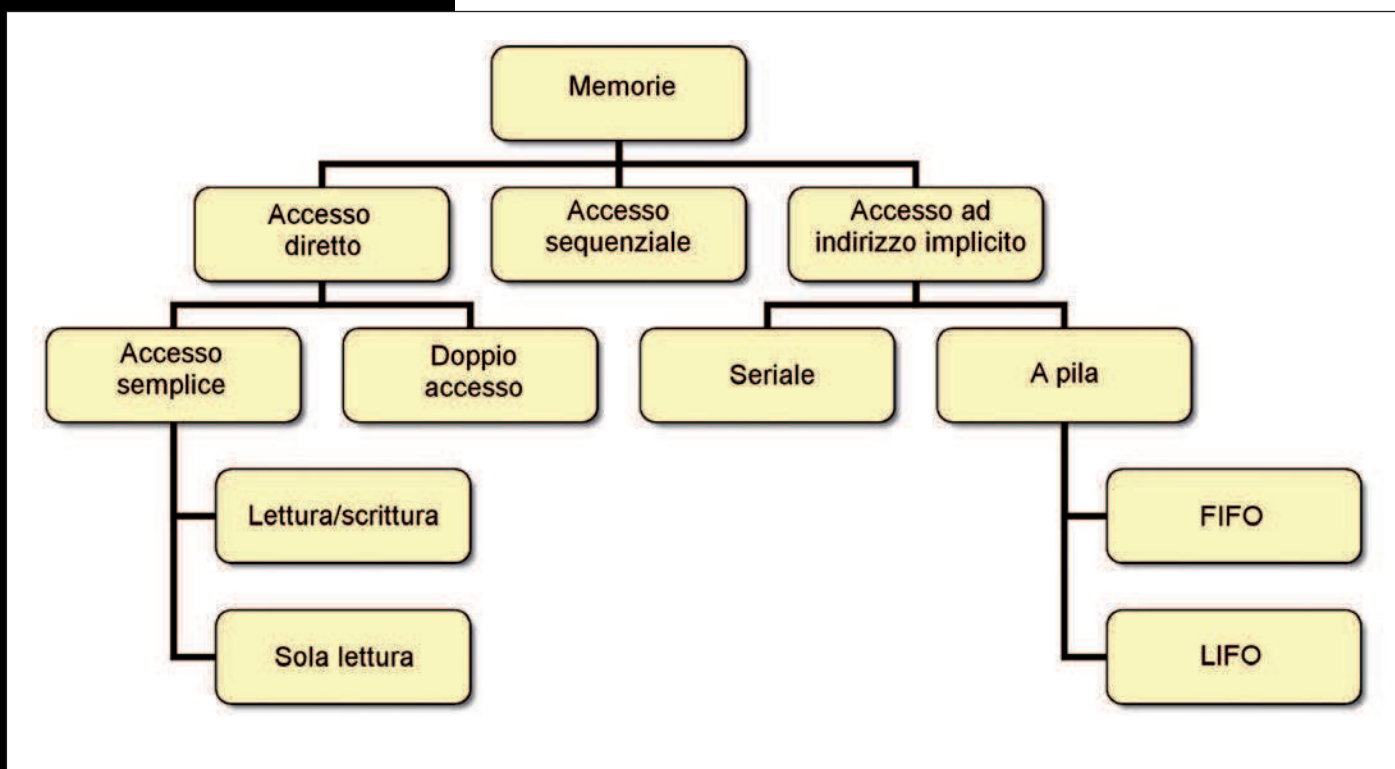 Memorie
Accesso
diretto
Accesso
sequenziale
Accesso ad
indirizzo implicito
Accesso
semplice
Doppio
accesso
Seriale
A pila
Lettura/scrittura
FIFO
Sola lettura
LIFO